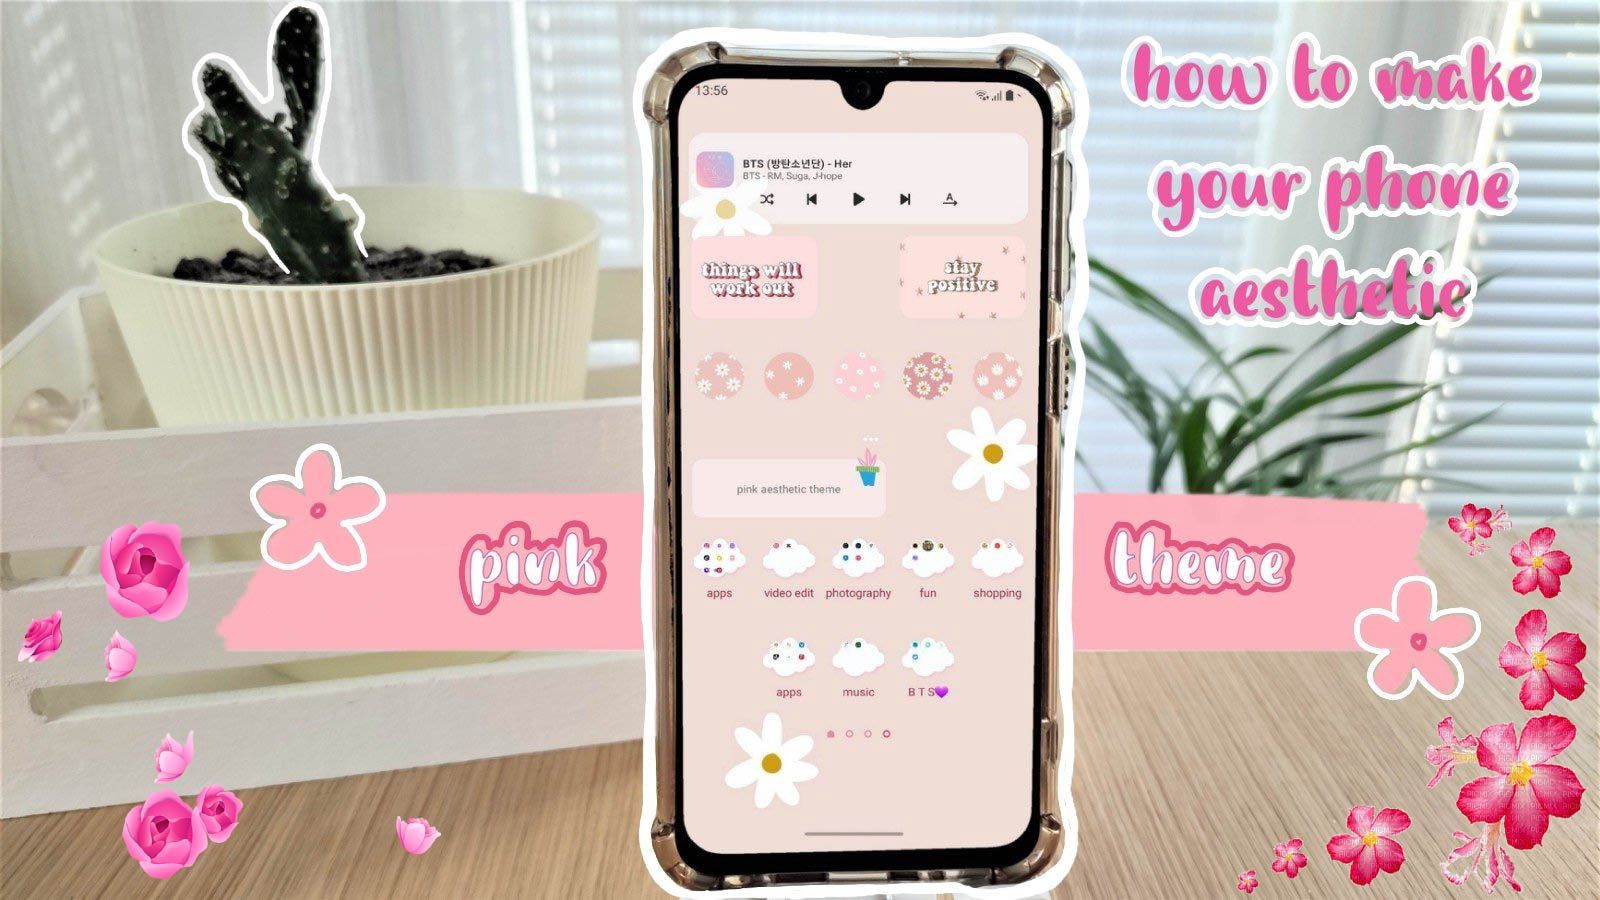 how to make
your phone
aesthetic
13:56
BTS (방탄소년단) - Her
BTS - RM, Suga, J-hope
A
things will
work out
stay
positive
pink aesthetic theme
pink
theme
apps
video edit
photography
fun
shopping
apps
music
B T S💜